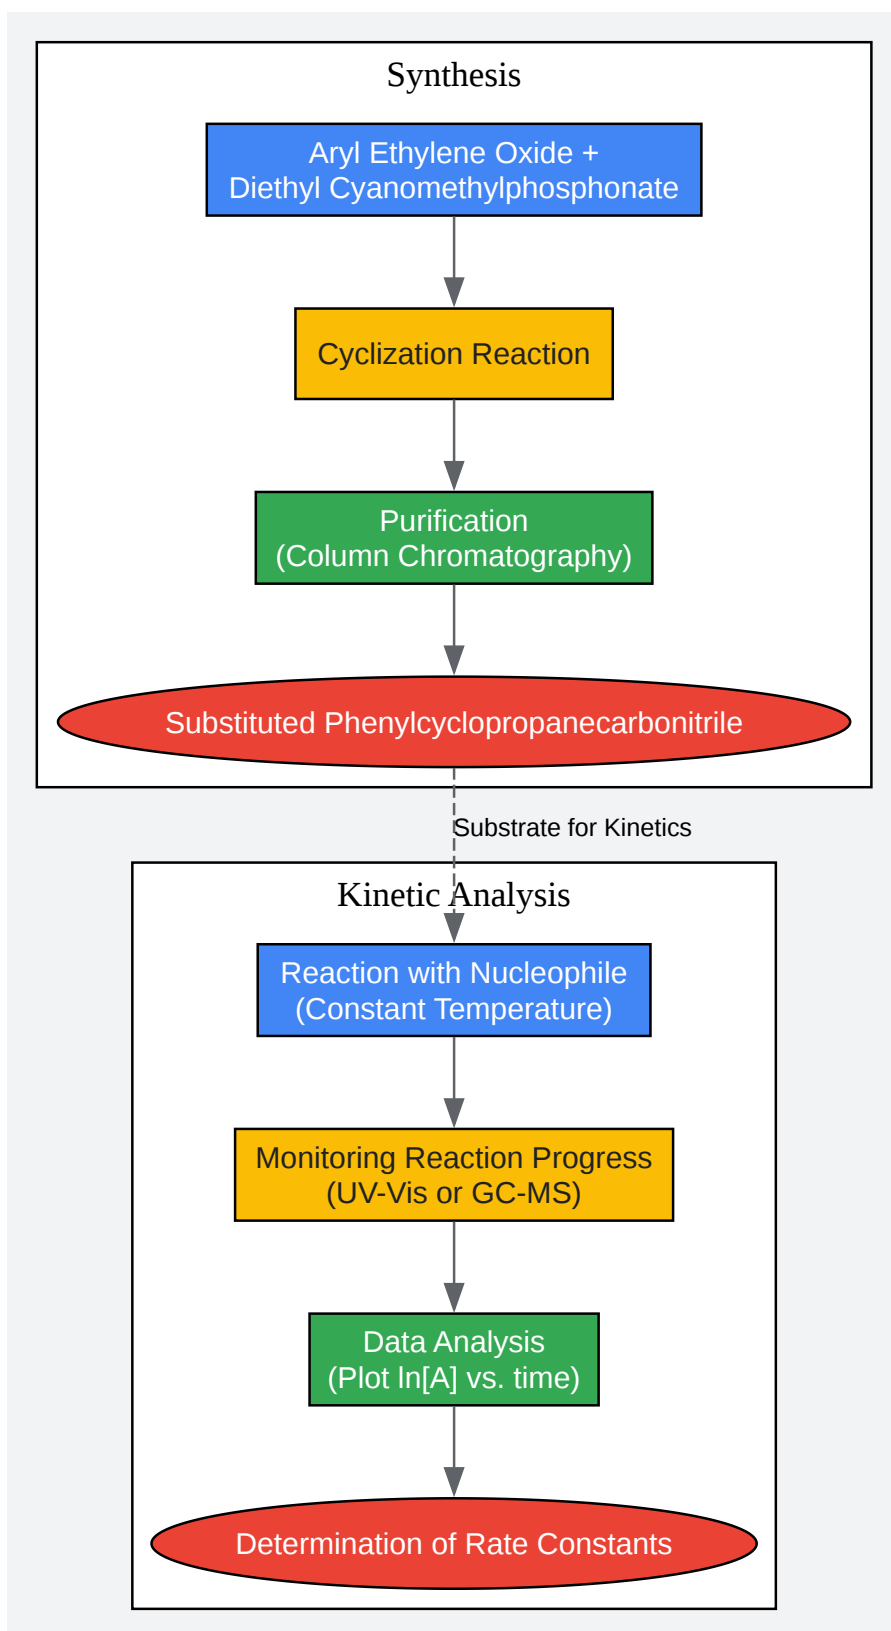 Synthesis
Aryl Ethylene Oxide +
Diethyl Cyanomethylphosphonate
Cyclization Reaction
Purification
(Column Chromatography)
Substituted Phenylcyclopropanecarbonitrile
Substrate for Kinetics
Kinetic Analysis
Reaction with Nucleophile
(Constant Temperature)
Monitoring Reaction Progress
(UV-Vis or GC-MS)
Data Analysis
(Plot ln[A] vs. time)
Determination of Rate Constants